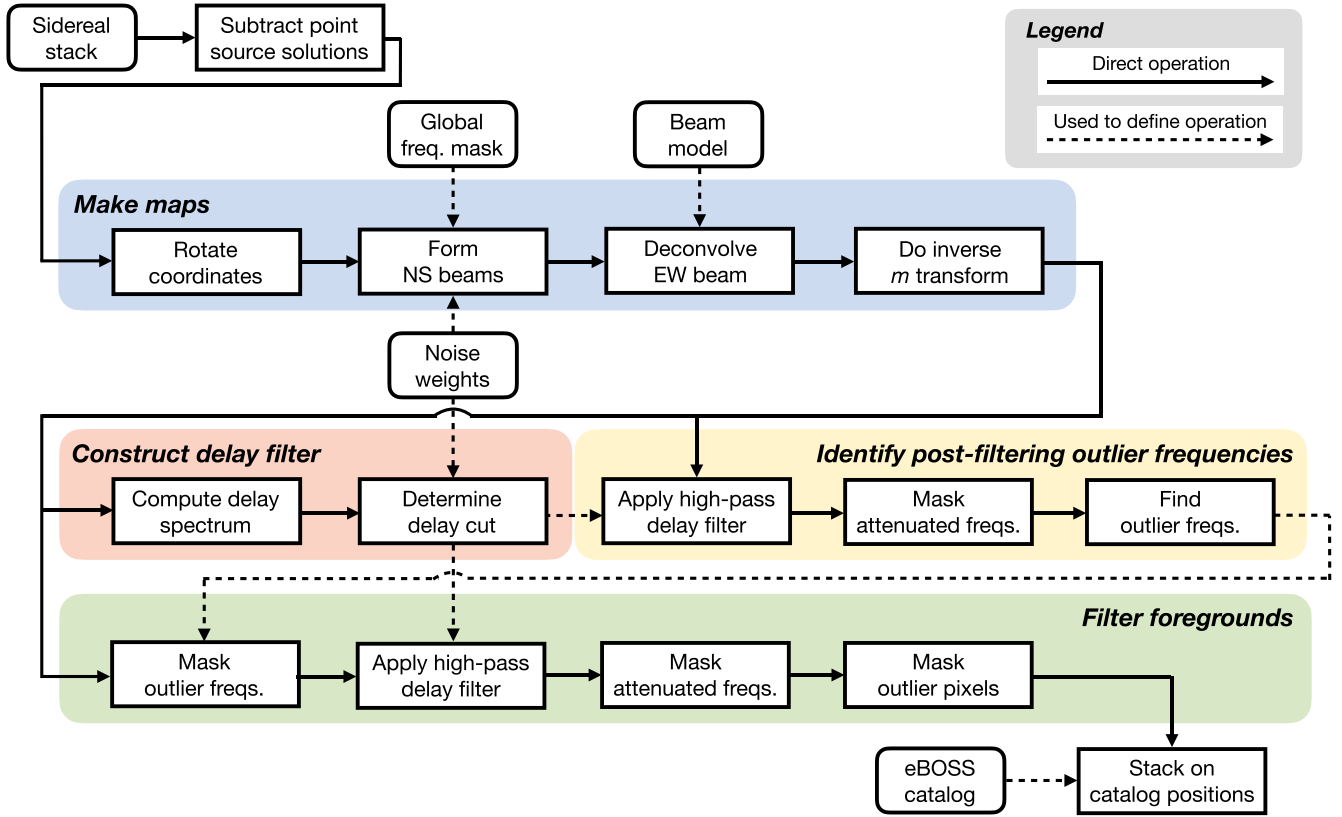 Sidereal
stack
Subtract point
source solutions
Legend
Direct operation
Used to define operation
Global
freq. mask
Beam
model
Make maps
Rotate
coordinates
Form
NS beams
Deconvolve
EW beam
Do inverse
m transform
Noise
weights
Construct delay filter
Compute delay
spectrum
Determine
delay cut
Identify post-filtering outlier frequencies
Apply high-pass
delay filter
Mask
attenuated freqs.
Find
outlier freqs.
Filter foregrounds
Mask
outlier freqs.
Apply high-pass
delay filter
Mask
attenuated freqs.
Mask
outlier pixels
eBOSS
catalog
Stack on
catalog positions